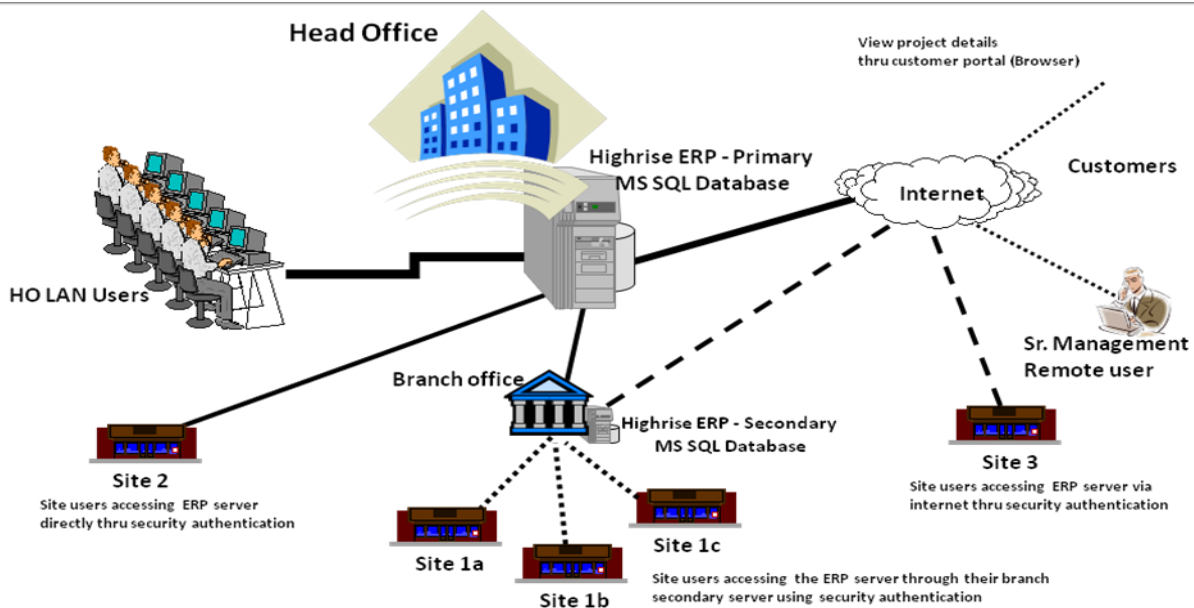 Head Office
View project details
thru customer portal (Browser)
Highrise ERP - Primary
MS SQL Database
Internet
Customers
HO LAN Users
Sr. Management
Remote user
Branch office
Highrise ERP - Secondary
MS SQL Database
Site 2
Site users accessing ERP server
directly thru security authentication
Site 3
Site users accessing ERP server via
internet thru security authentication
Site 1a
Site 1b
Site 1c
Site users accessing the ERP server through their branch
secondary server using security authentication